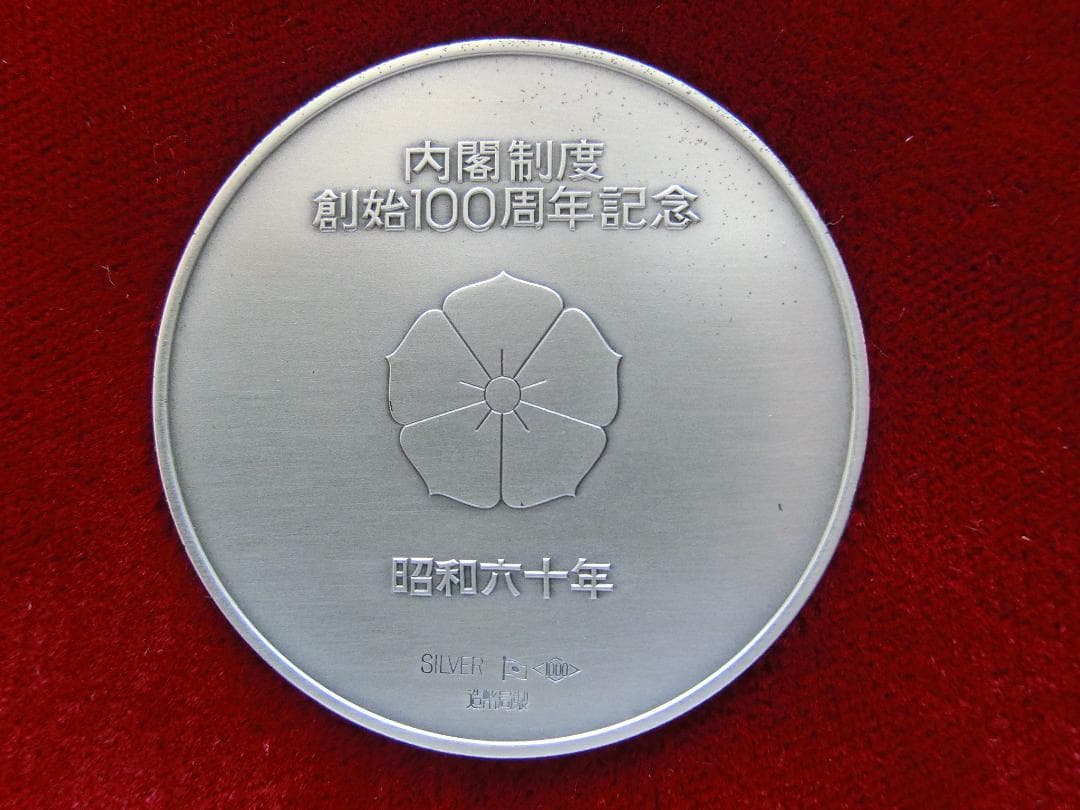 内閣制度
創始100周年記念
昭和六十年
SILVER 1000
造幣局製